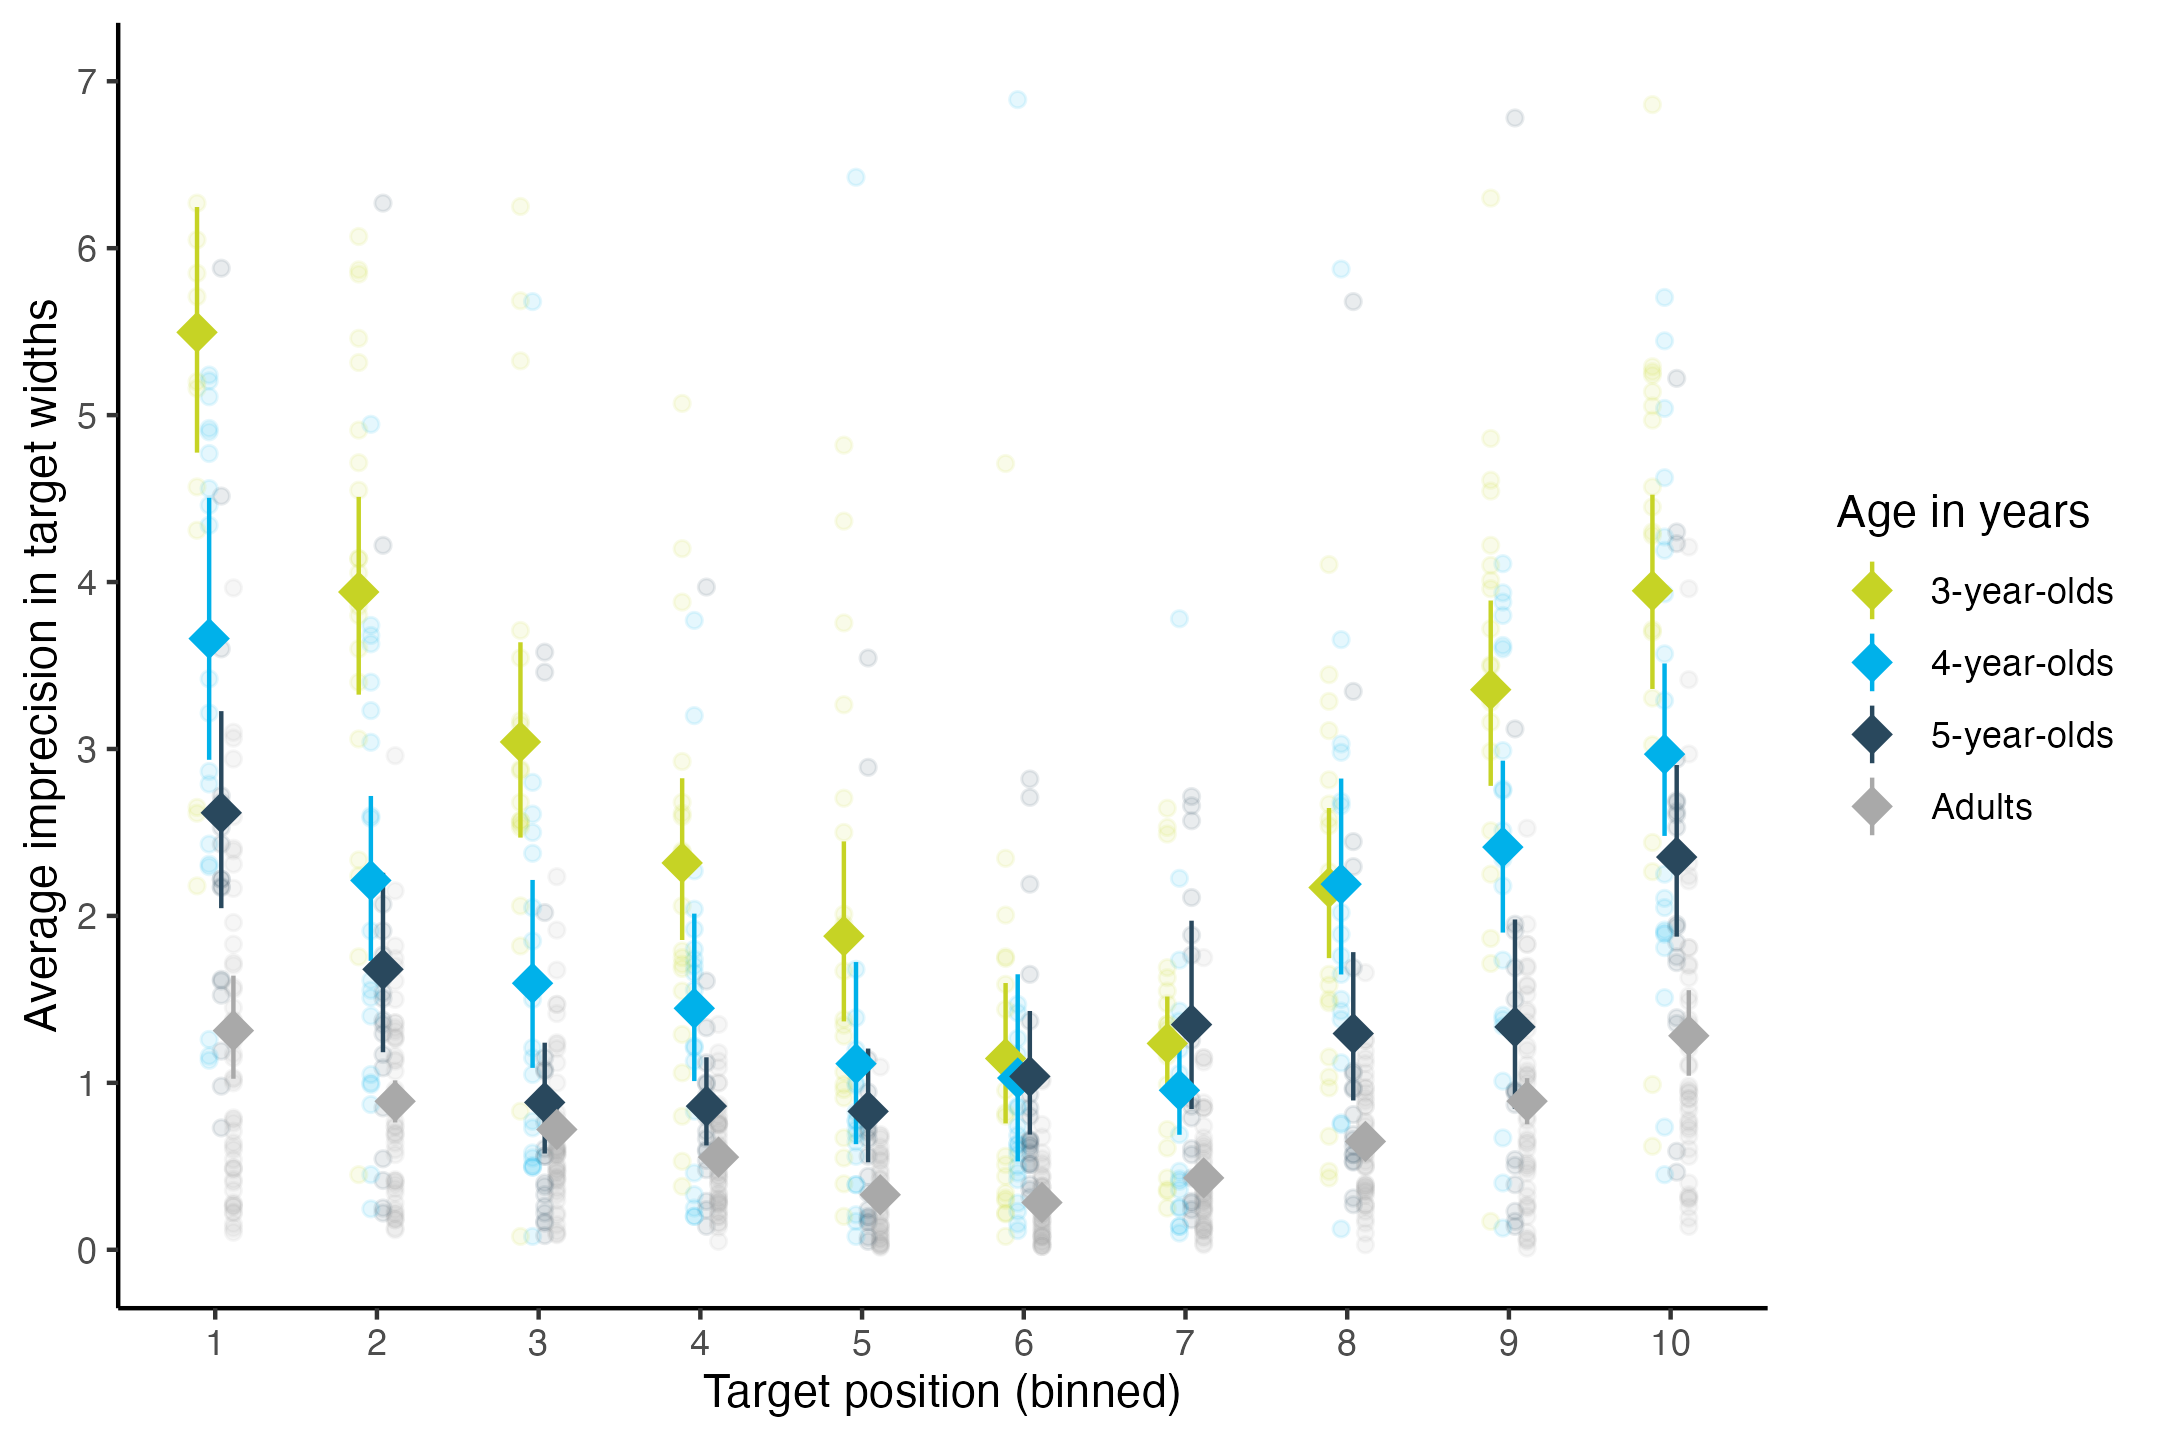 Average imprecision in target widths
7
6
5
4
3
2
1
0
1 2 3 4 5 6 7 8 9 10
Target position (binned)
Age in years
3-year-olds
4-year-olds
5-year-olds
Adults